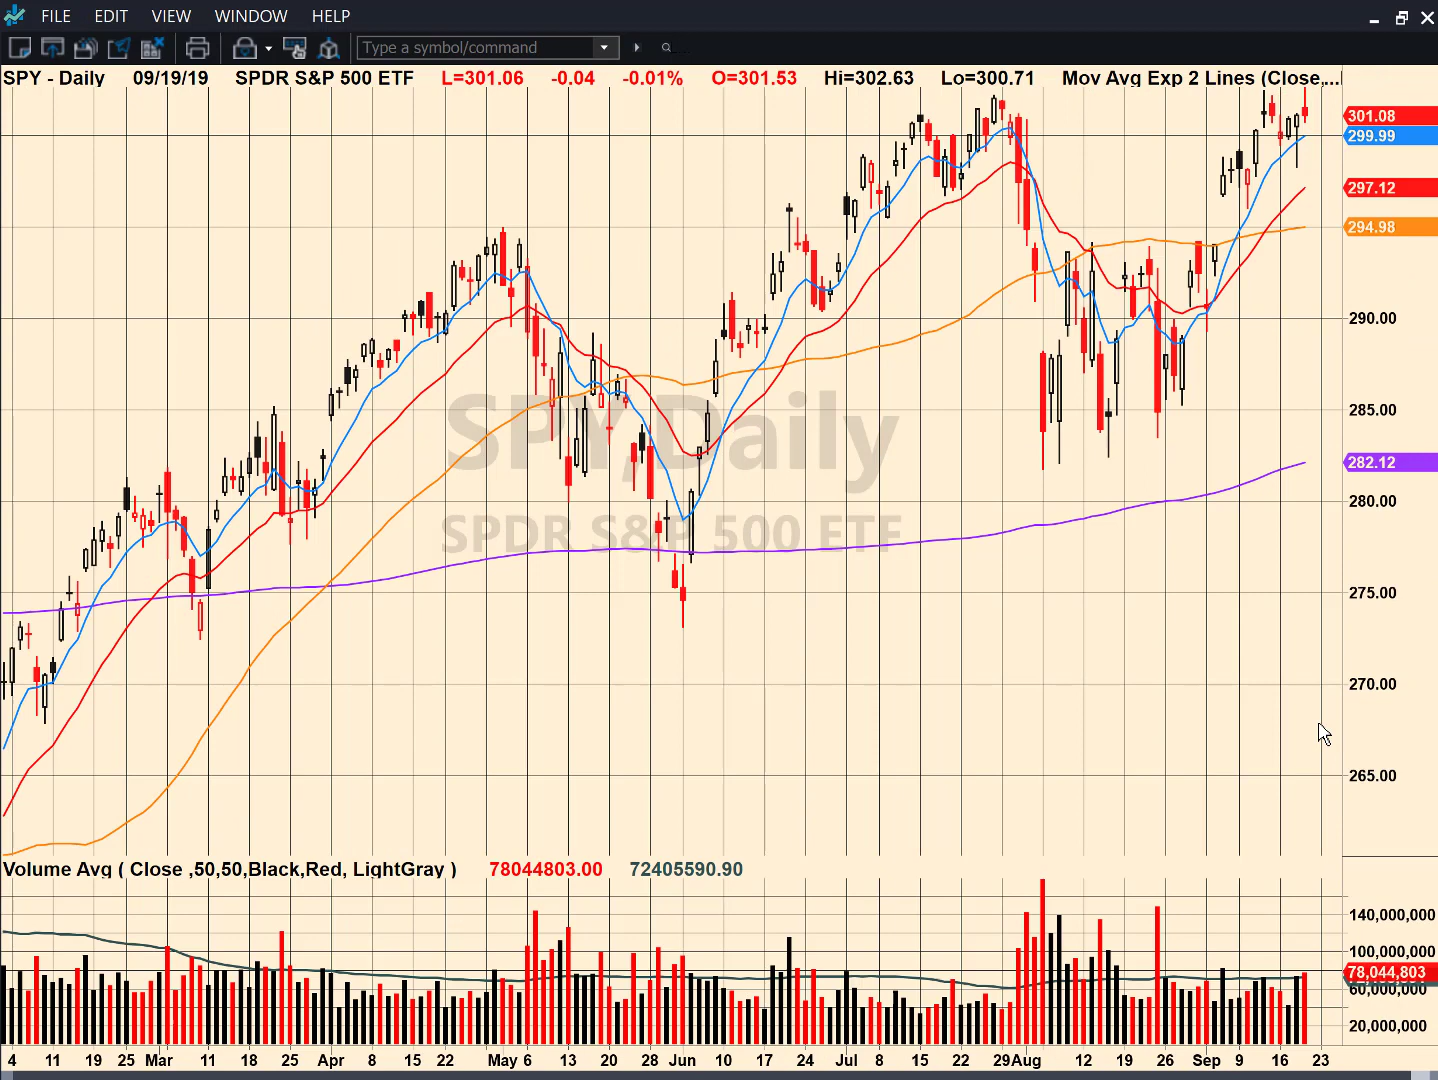 FILE EDIT VIEW WINDOW HELP
Type a symbol/command
SPY - Daily 09/19/19 SPDR S&P 500 ETF L=301.06 -0.04 -0.01% O=301.53 Hi=302.63 Lo=300.71 Mov Avg Exp 2 Lines (Close,...
301.08
299.99
297.12
294.98
290.00
285.00
282.12
280.00
275.00
270.00
265.00
SPY,Daily
SPDR S&P 500 ETF
Volume Avg ( Close ,50,50,Black,Red, LightGray ) 78044803.00 72405590.90
140,000,000
100,000,000
78,044,803
60,000,000
20,000,000
4 11 19 25 Mar 11 18 25 Apr 8 15 22 May 6 13 20 28 Jun 10 17 24 Jul 8 15 22 29 Aug 12 19 26 Sep 9 16 23